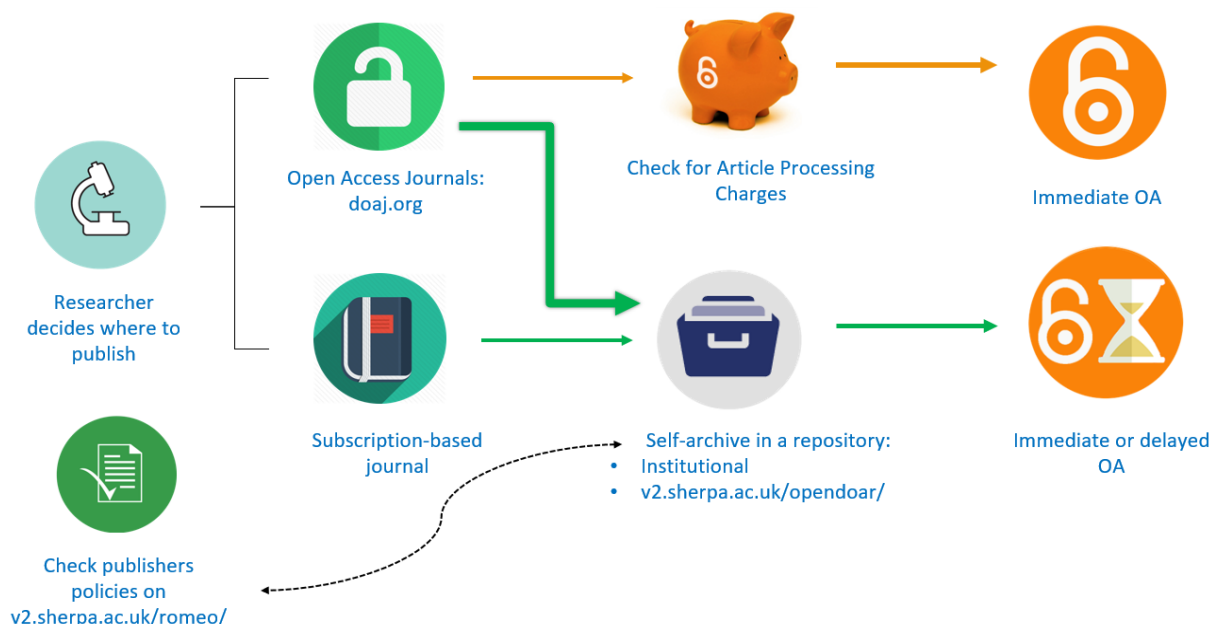 Open Access Journals:
doaj.org
Check for Article Processing
Charges
Immediate OA
Researcher
decides where to
publish
Subscription-based
journal
Self-archive in a repository:
• Institutional
• v2.sherpa.ac.uk/opendoar/
Immediate or delayed
OA
Check publishers
policies on
v2.sherpa.ac.uk/romeo/